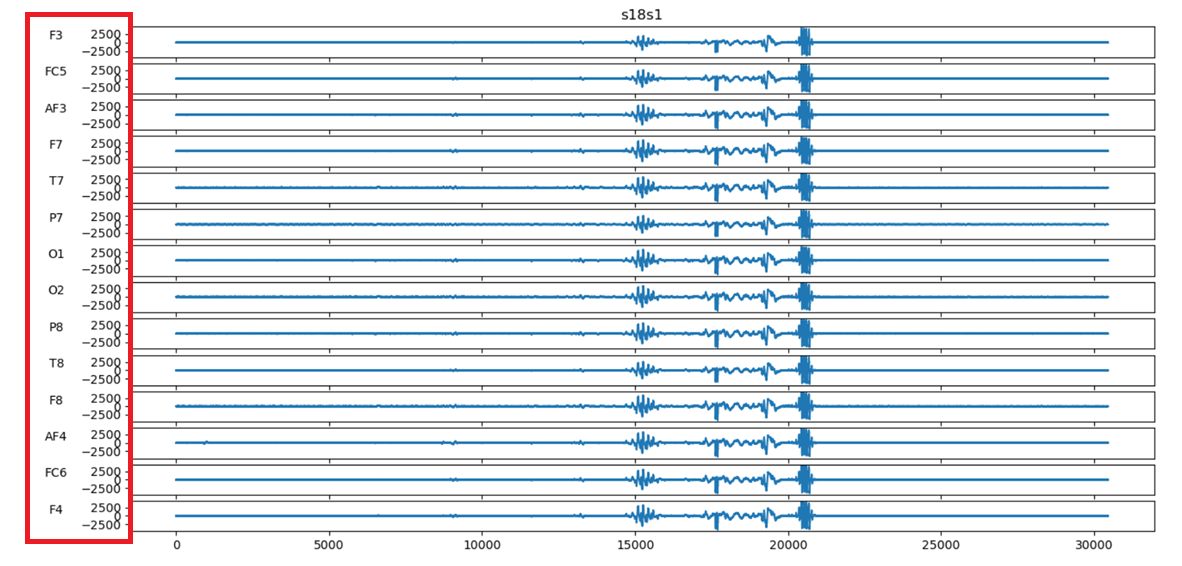 s18s1
F3 2500 0 −2500
FC5 2500 0 −2500
AF3 2500 0 −2500
F7 2500 0 −2500
T7 2500 0 −2500
P7 2500 0 −2500
O1 2500 0 −2500
O2 2500 0 −2500
P8 2500 0 −2500
T8 2500 0 −2500
F8 2500 0 −2500
AF4 2500 0 −2500
FC6 2500 0 −2500
F4 2500 0 −2500
0 5000 10000 15000 20000 25000 30000